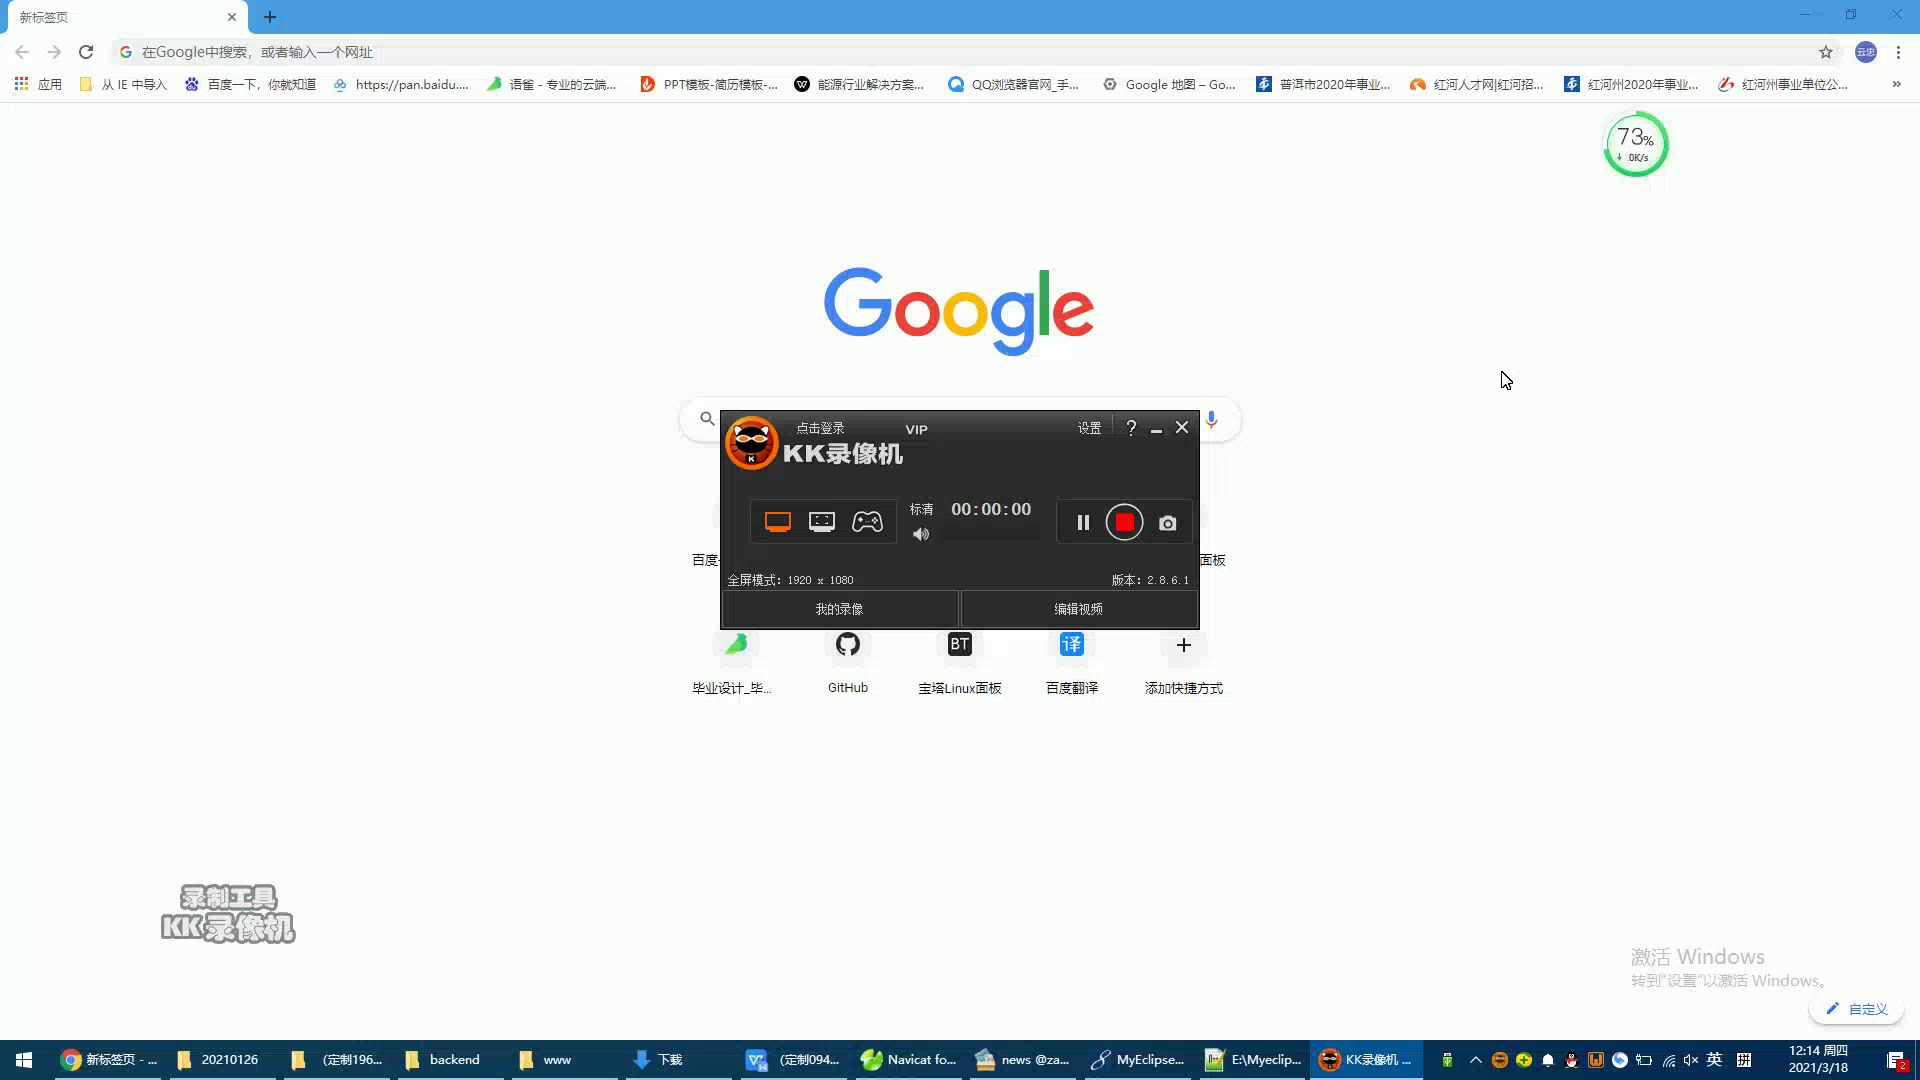 新标签页
在Google中搜索，或者输入一个网址
云忠
应用
从 IE 中导入
百度一下，你就知道
https://pan.baidu....
语雀 - 专业的云端...
PPT模板-简历模板-...
能源行业解决方案...
QQ浏览器官网_手...
Google 地图 – Go...
普洱市2020年事业...
红河人才网|红河招...
红河州2020年事业...
红河州事业单位公...
73%
0K/s
Google
点击登录
VIP
设置
KK录像机
标清
00:00:00
百度
面板
全屏模式：1920 x 1080
版本：2.8.6.1
我的录像
编辑视频
BT
译
毕业设计_毕...
GitHub
宝塔Linux面板
百度翻译
添加快捷方式
录制工具
KK录像机
激活 Windows
转到"设置"以激活 Windows。
自定义
新标签页 - ...
20210126
(定制196...
backend
www
下载
(定制094...
Navicat fo...
news @za...
MyEclipse...
E:\Myeclip...
KK录像机 ...
英
拼
12:14 周四
2021/3/18
2